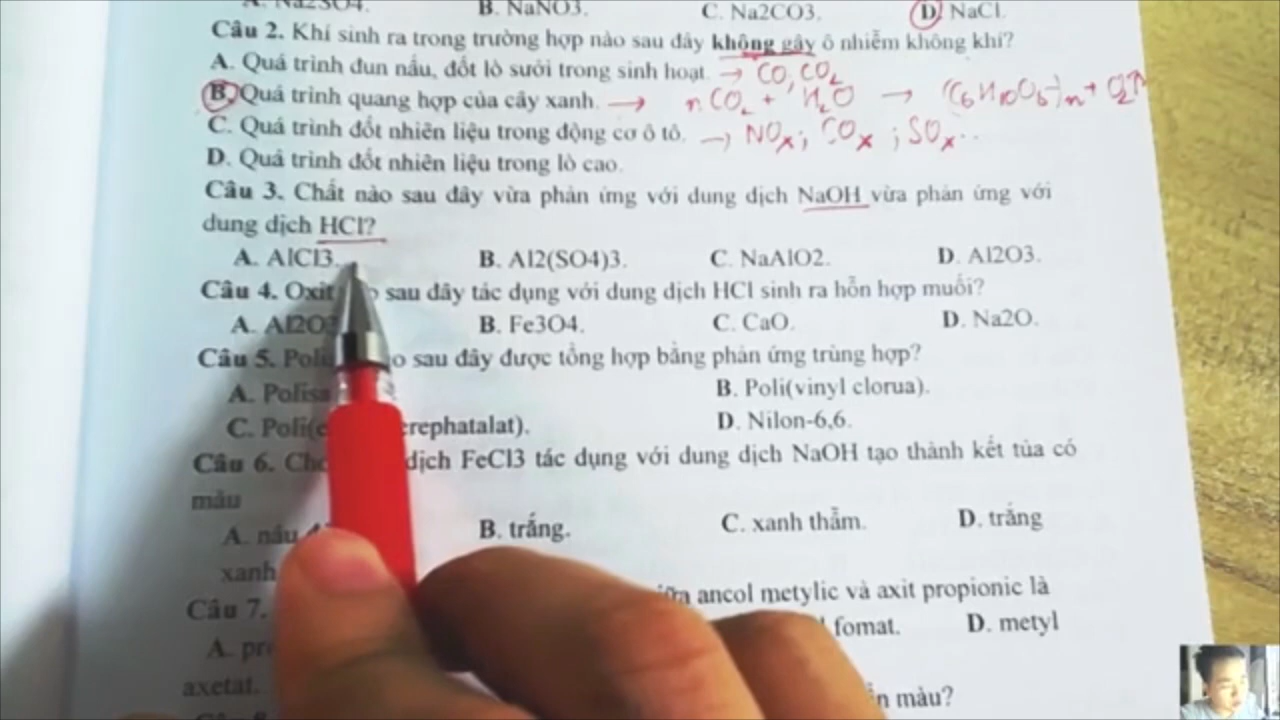 A. Na2SO4. B. NaNO3. C. Na2CO3. D. NaCl.
Câu 2. Khí sinh ra trong trường hợp nào sau đây không gây ô nhiễm không khí?
A. Quá trình đun nấu, đốt lò sưởi trong sinh hoạt. → CO, CO2
B. Quá trình quang hợp của cây xanh. → nCO2 + H2O → (C6H10O5)n + O2↑
C. Quá trình đốt nhiên liệu trong động cơ ô tô. → NOx; COx; SOx...
D. Quá trình đốt nhiên liệu trong lò cao.
Câu 3. Chất nào sau đây vừa phản ứng với dung dịch NaOH vừa phản ứng với
dung dịch HCl?
A. AlCl3. B. Al2(SO4)3. C. NaAlO2. D. Al2O3.
Câu 4. Oxit sau đây tác dụng với dung dịch HCl sinh ra hỗn hợp muối?
A. Al2O3 B. Fe3O4. C. CaO. D. Na2O.
Câu 5. sau đây được tổng hợp bằng phản ứng trùng hợp?
B. Poli(vinyl clorua).
D. Nilon-6,6.
Câu 6. dịch FeCl3 tác dụng với dung dịch NaOH tạo thành kết tủa có
màu
A. nâu B. trắng. C. xanh thẫm. D. trắng
xanh
Câu 7. ancol metylic và axit propionic là
fomat. D. metyl
axetat.
màu?